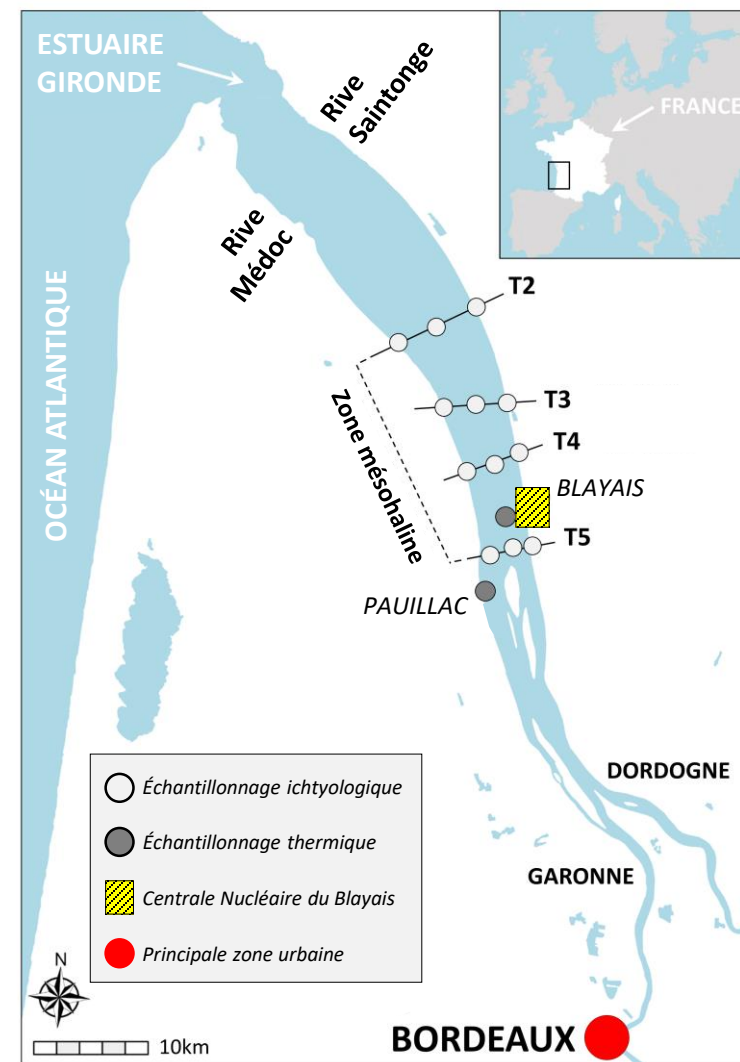 ESTUAIRE
GIRONDE
Rive
Saintonge
FRANCE
Rive
Médoc
OCÉAN ATLANTIQUE
T2
T3
T4
Zone mésohaline
BLAYAIS
T5
PAUILLAC
DORDOGNE
GARONNE
Échantillonnage ichtyologique
Échantillonnage thermique
Centrale Nucléaire du Blayais
Principale zone urbaine
N
10km
BORDEAUX